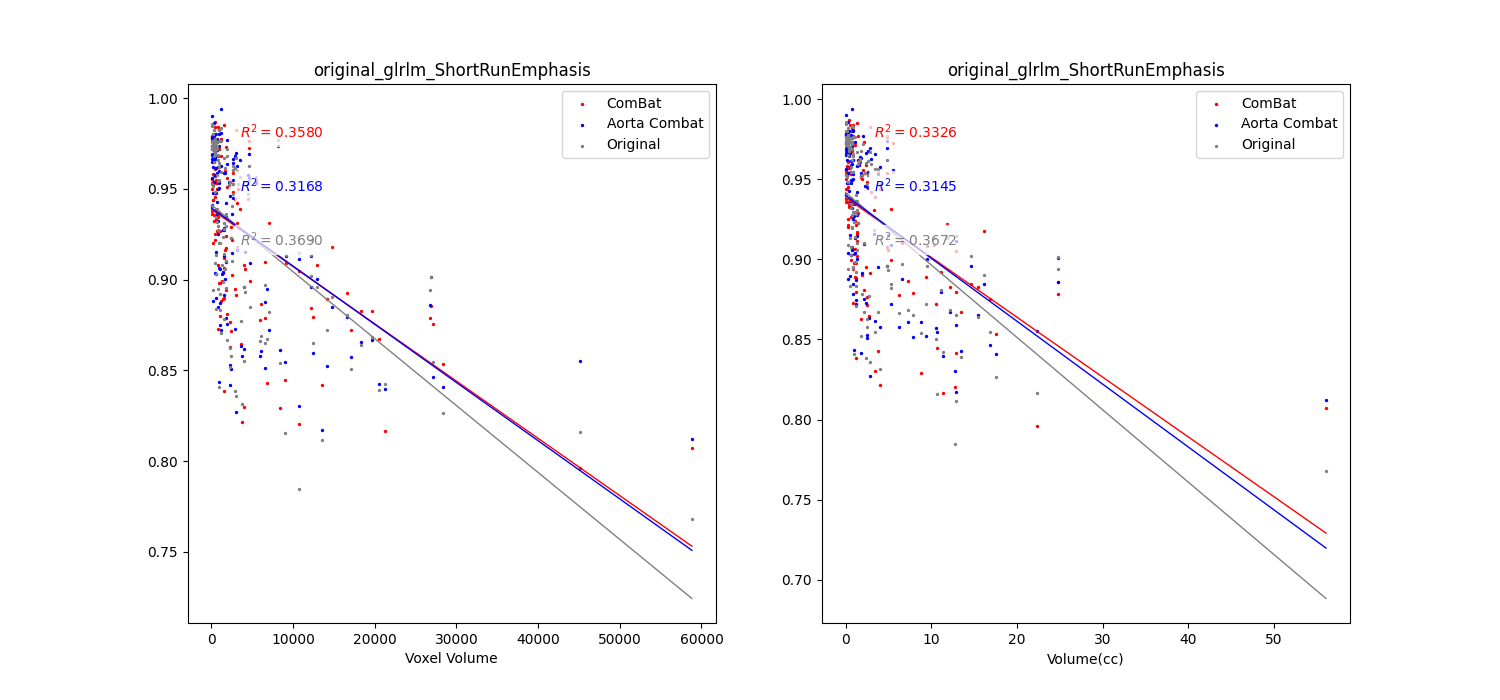 original_glrlm_ShortRunEmphasis
ComBat
Aorta Combat
Original
R² = 0.3580
R² = 0.3168
R² = 0.3690
1.00
0.95
0.90
0.85
0.80
0.75
0
10000
20000
30000
40000
50000
60000
Voxel Volume
original_glrlm_ShortRunEmphasis
ComBat
Aorta Combat
Original
R² = 0.3326
R² = 0.3145
R² = 0.3672
1.00
0.95
0.90
0.85
0.80
0.75
0.70
0
10
20
30
40
50
Volume(cc)